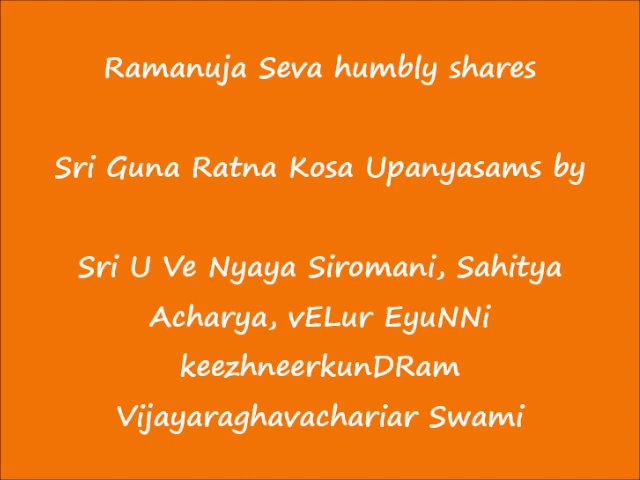 Ramanuja Seva humbly shares
Sri Guna Ratna Kosa Upanyasams by
Sri U Ve Nyaya Siromani, Sahitya
Acharya, vELur EyuNNi
keezhneerkunDRam
Vijayaraghavachariar Swami